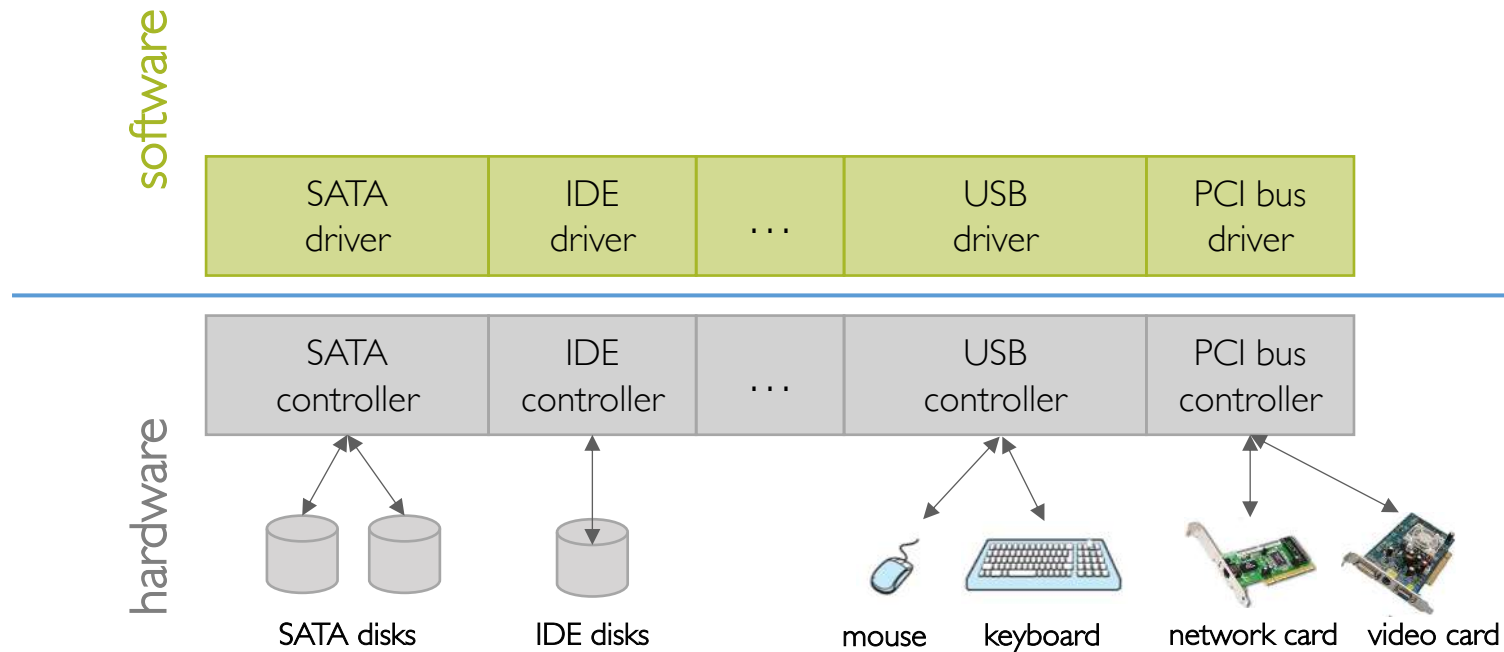 software
SATA
driver
IDE
driver
...
USB
driver
PCI bus
driver
hardware
SATA
controller
IDE
controller
...
USB
controller
PCI bus
controller
SATA disks
IDE disks
mouse
keyboard
network card
video card